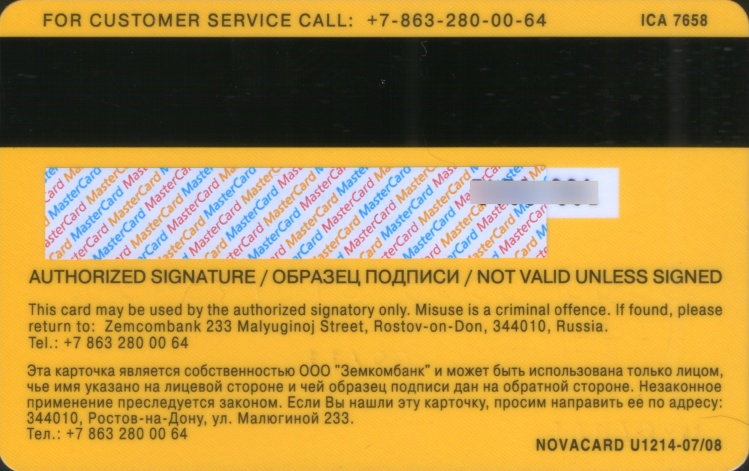 FOR CUSTOMER SERVICE CALL: +7-863-280-00-64 ICA 7658
MasterCard
AUTHORIZED SIGNATURE / ОБРАЗЕЦ ПОДПИСИ / NOT VALID UNLESS SIGNED
This card may be used by the authorized signatory only. Misuse is a criminal offence. If found, please
return to: Zemcombank 233 Malyuginoj Street, Rostov-on-Don, 344010, Russia.
Tel.: +7 863 280 00 64
Эта карточка является собственностью ООО "Земкомбанк" и может быть использована только лицом,
чье имя указано на лицевой стороне и чей образец подписи дан на обратной стороне. Незаконное
применение преследуется законом. Если Вы нашли эту карточку, просим направить ее по адресу:
344010, Ростов-на-Дону, ул. Малюгиной 233.
Тел.: +7 863 280 00 64
NOVACARD U1214-07/08